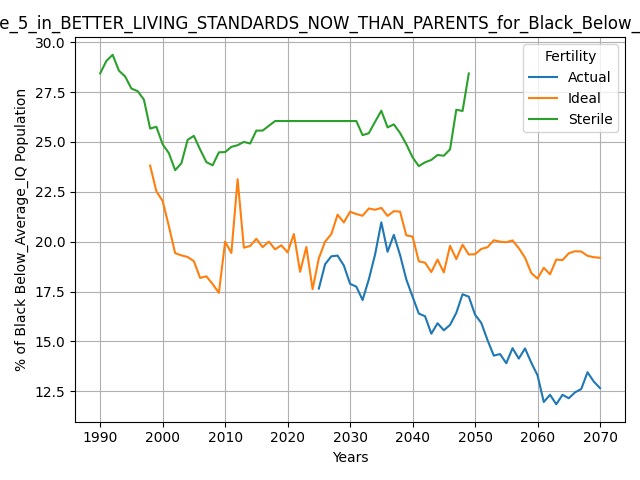 e_5_in_BETTER_LIVING_STANDARDS_NOW_THAN_PARENTS_for_Black_Below_
30.0
27.5
25.0
22.5
20.0
17.5
15.0
12.5
% of Black Below_Average_IQ Population
Fertility
Actual
Ideal
Sterile
1990
2000
2010
2020
2030
2040
2050
2060
2070
Years